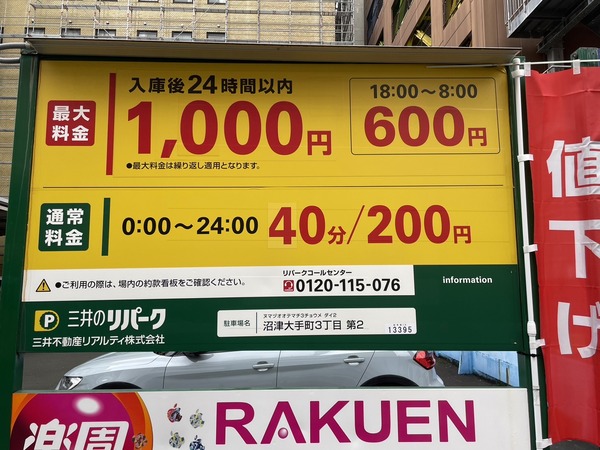 最大
料金
入庫後24時間以内
1,000円
●最大料金は繰り返し適用となります。
18:00〜8:00
600円
通常
料金
0:00〜24:00 40分/200円
●ご利用の際は、場内の約款看板をご確認ください。
リパークコールセンター
0120-115-076
information
P 三井のリパーク
三井不動産リアルティ株式会社
駐車場名
ヌマヅオオテマチ3チョウメ ダイ2
沼津大手町3丁目 第2
13395
値下げ
楽園
RAKUEN